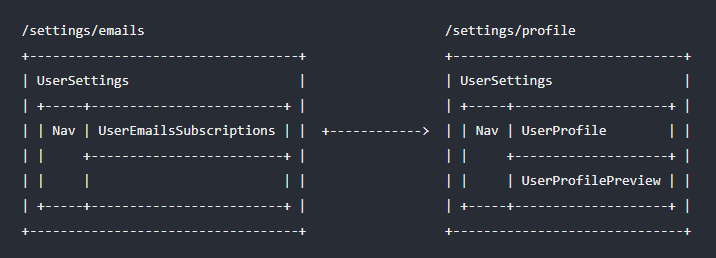 /settings/emails                                       /settings/profile
+-----------------------------------+                  +------------------------------+
| UserSettings                      |                  | UserSettings                 |
| +-----+-------------------------+ |                  | +-----+--------------------+ |
| | Nav | UserEmailsSubscriptions | |  +------------>  | | Nav | UserProfile        | |
| |     +-------------------------+ |                  | |     +--------------------+ |
| |     |                         | |                  | |     | UserProfilePreview | |
| +-----+-------------------------+ |                  | +-----+--------------------+ |
+-----------------------------------+                  +------------------------------+